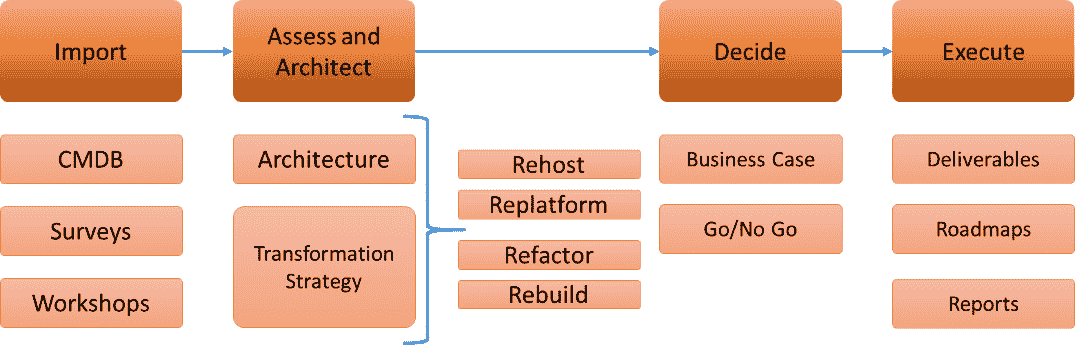 Import
Assess and
Architect
Decide
Execute
CMDB
Surveys
Workshops
Architecture
Transformation
Strategy
Rehost
Replatform
Refactor
Rebuild
Business Case
Go/No Go
Deliverables
Roadmaps
Reports